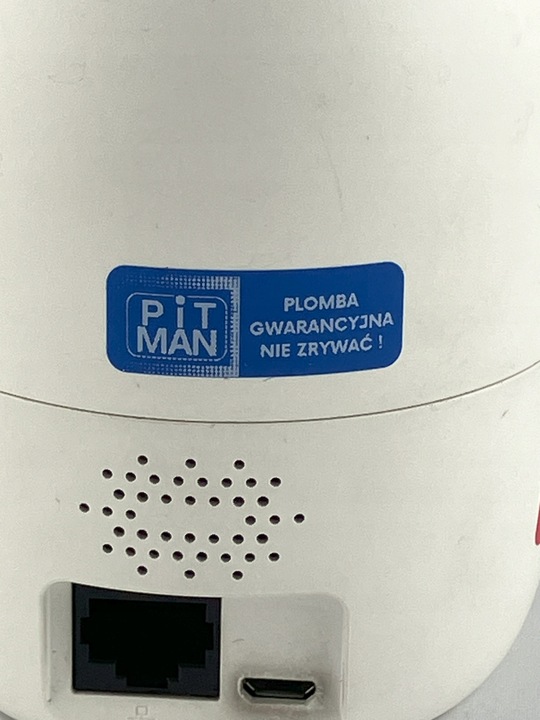 PiT
MAN
PLOMBA
GWARANCYJNA
NIE ZRYWAĆ !